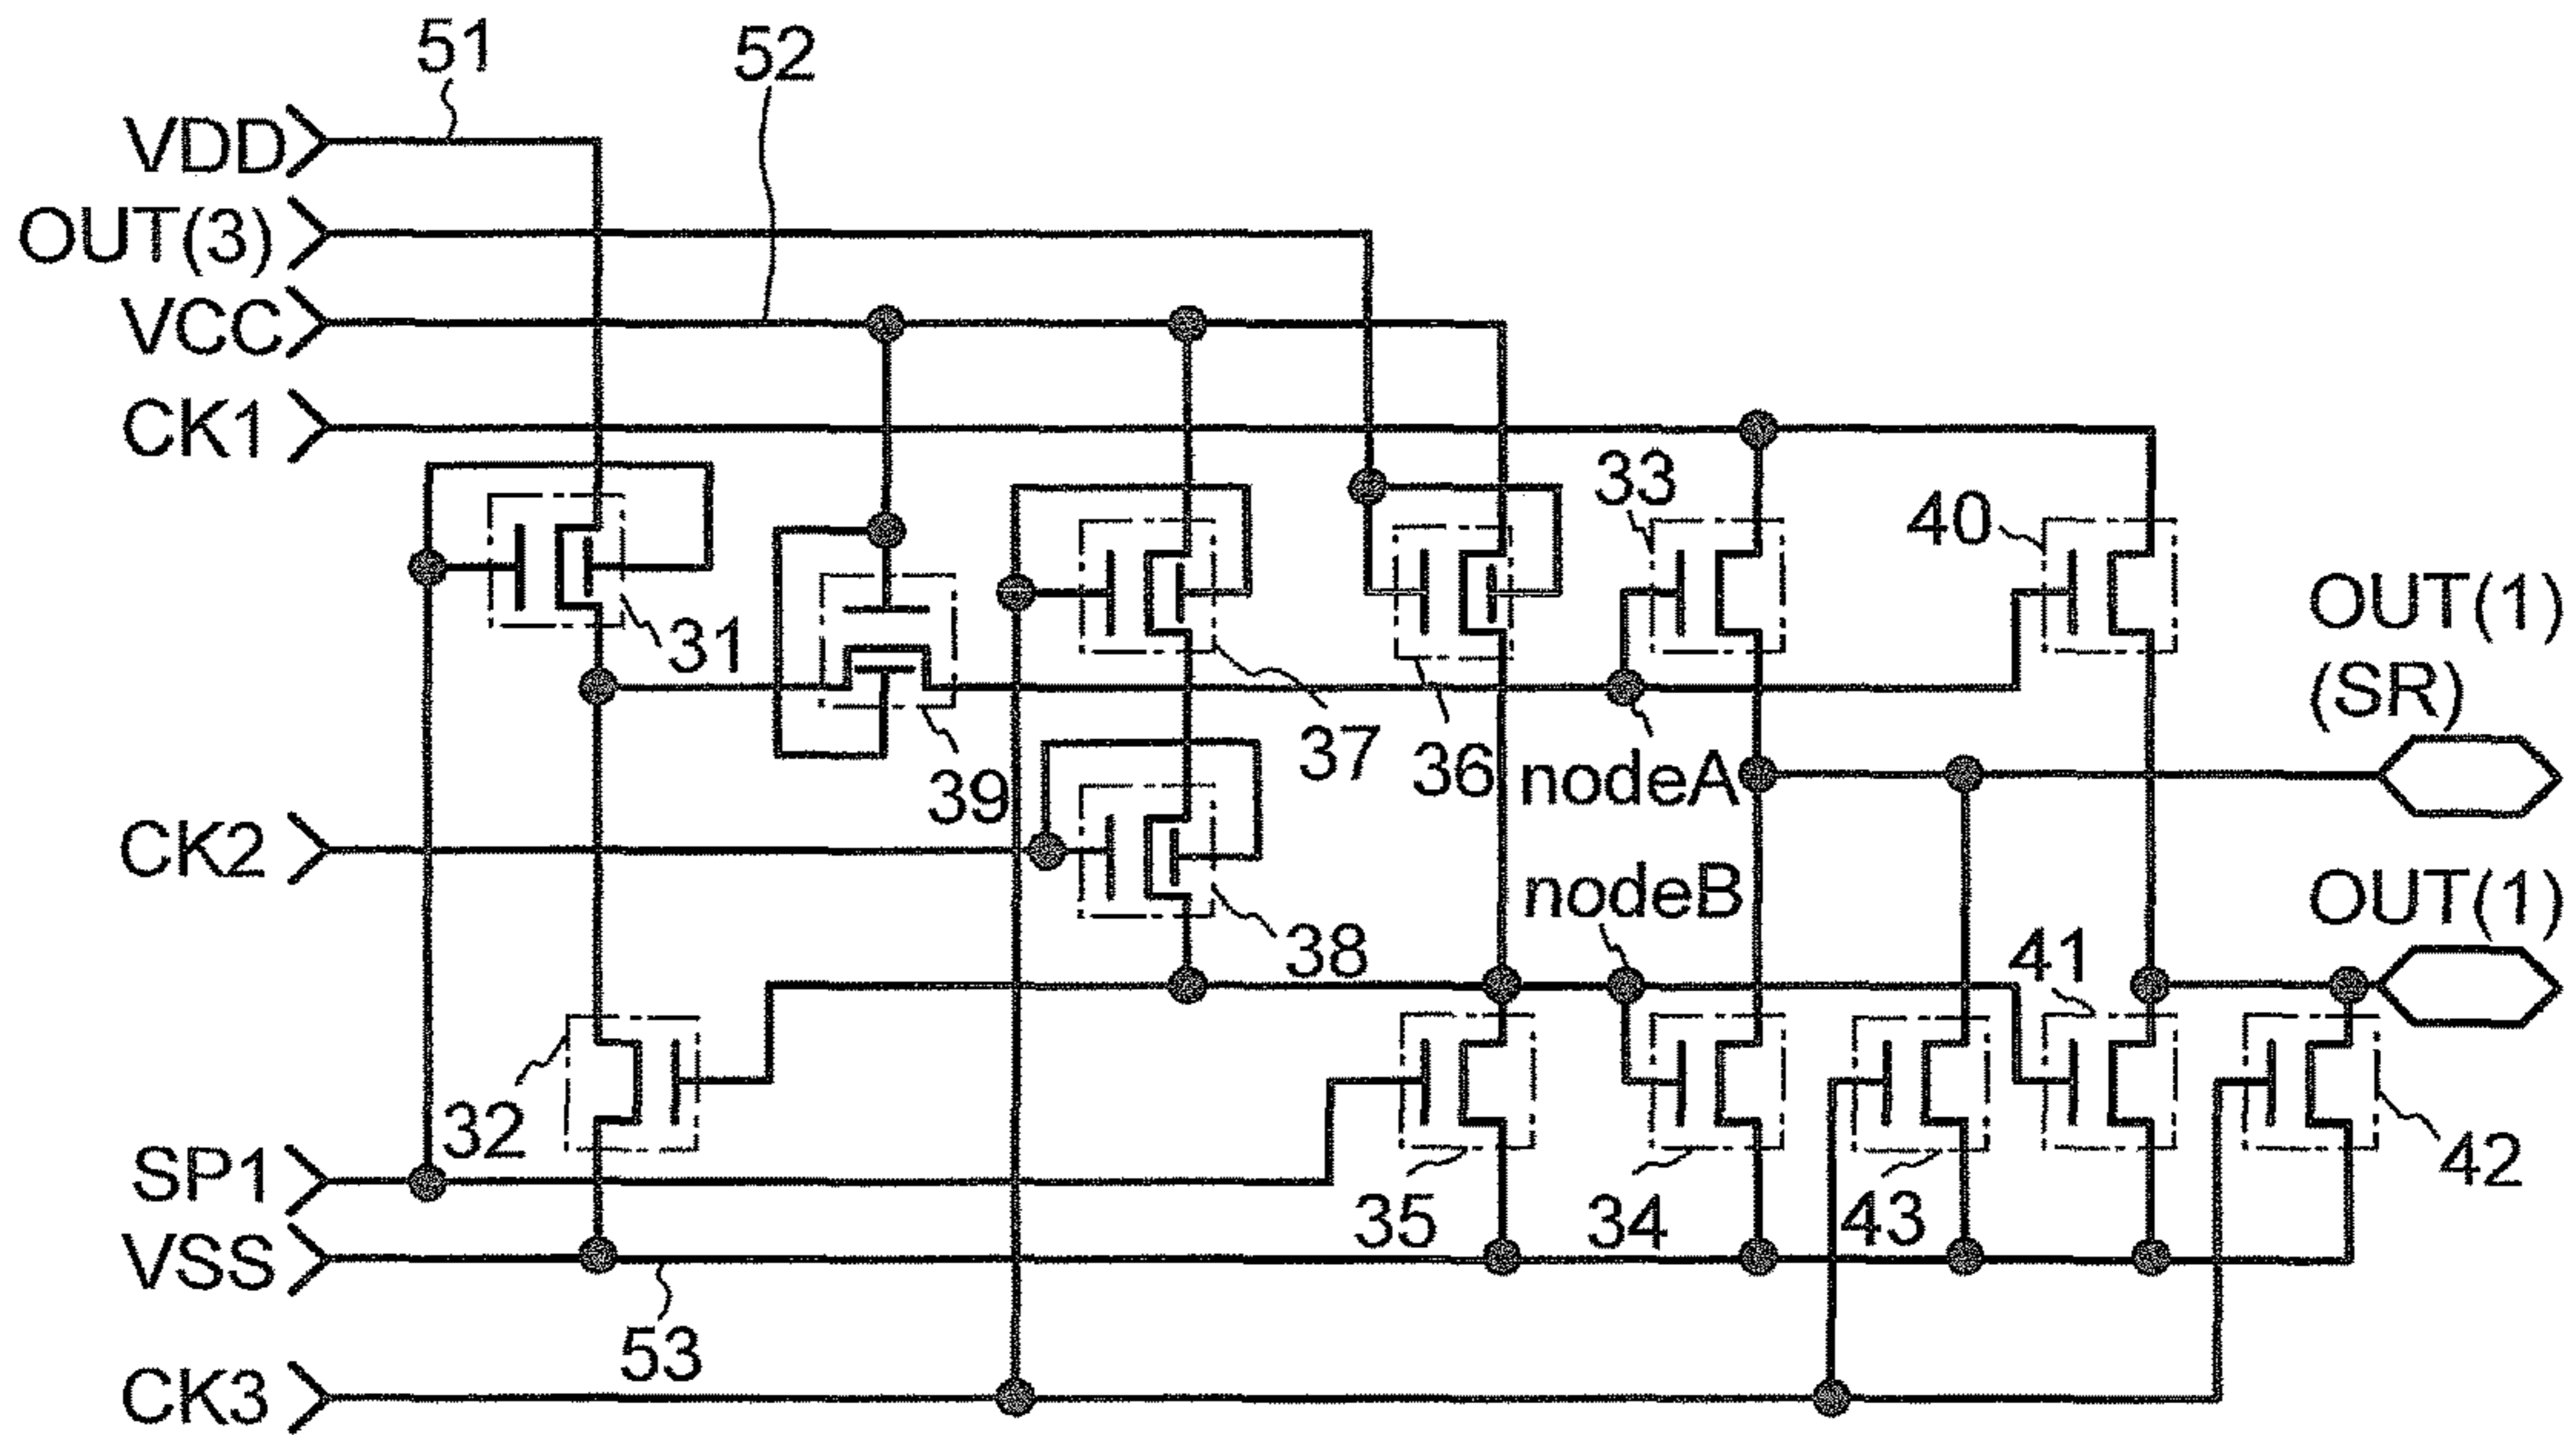 51
52
VDD
OUT(3)
VCC
CK1
33
40
OUT(1)
(SR)
31
37
36
nodeA
39
CK2
nodeB
OUT(1)
38
41
32
SP1
35
34
43
42
VSS
53
CK3